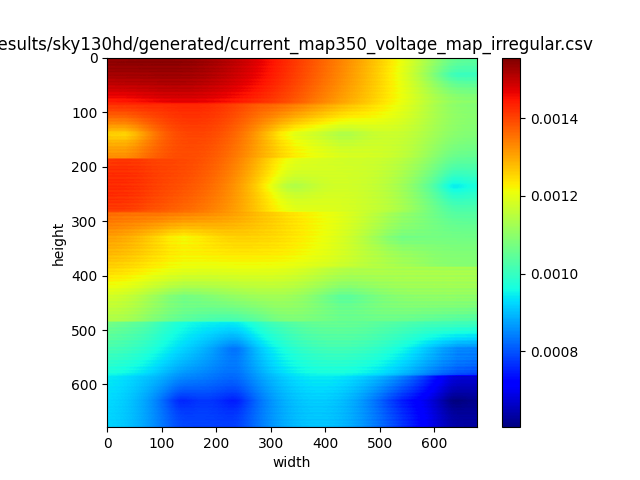 esults/sky130hd/generated/current_map350_voltage_map_irregular.csv
0
100
200
300
400
500
600
height
0 100 200 300 400 500 600
width
0.0014
0.0012
0.0010
0.0008